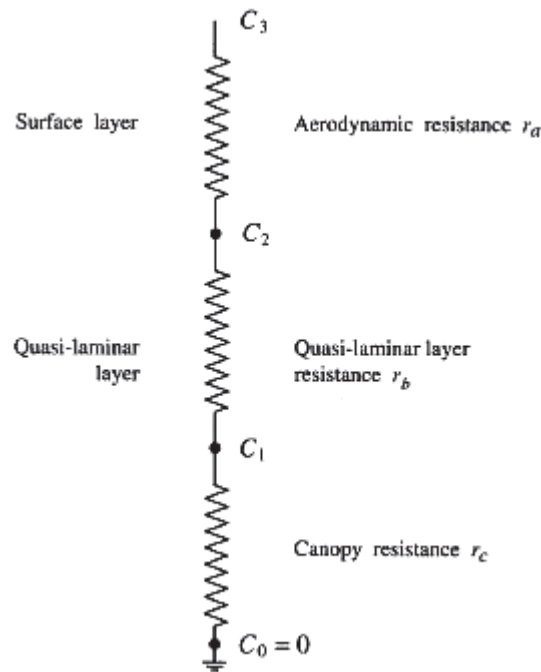 C3
Surface layer
Aerodynamic resistance ra
C2
Quasi-laminar
layer
Quasi-laminar layer
resistance rb
C1
Canopy resistance rc
C0 = 0